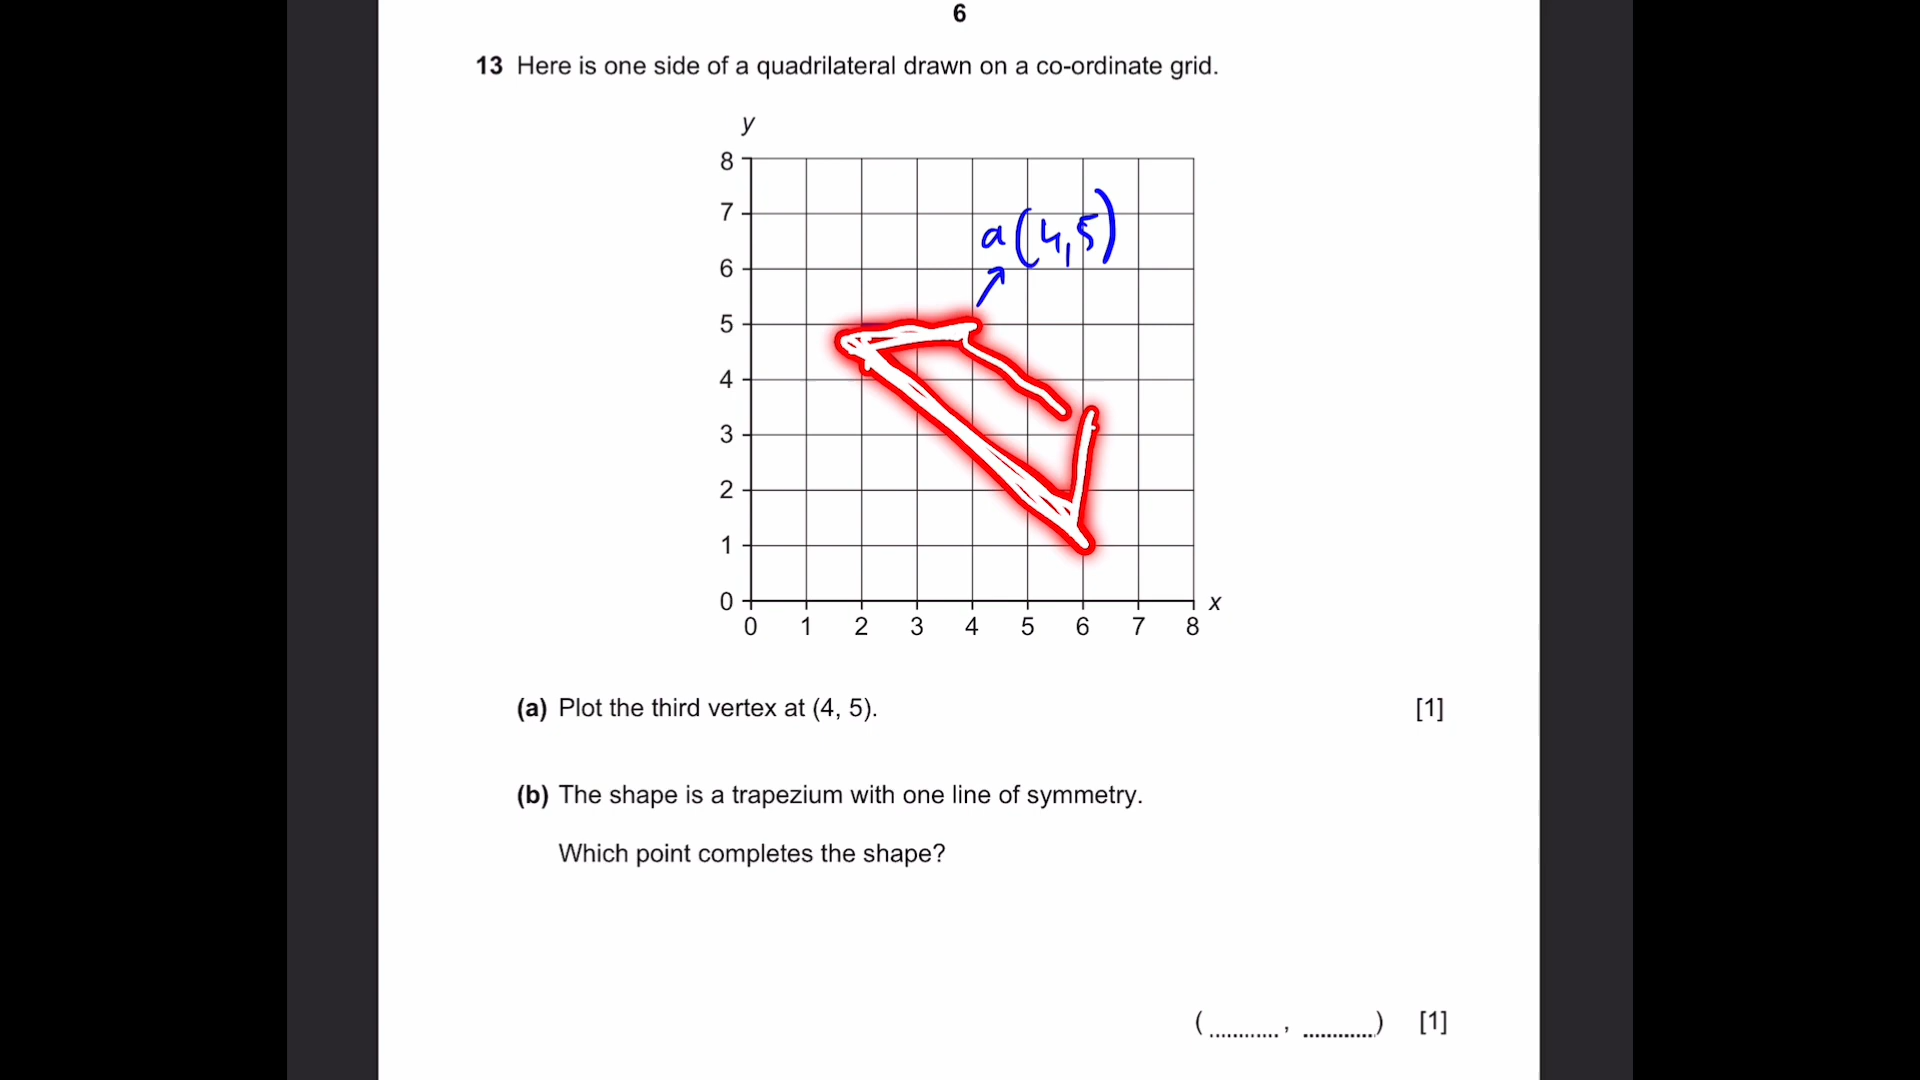 6
13 Here is one side of a quadrilateral drawn on a co-ordinate grid.
y
8
7
a (4,5)
6
5
4
3
2
1
0
x
0 1 2 3 4 5 6 7 8
(a) Plot the third vertex at (4, 5). [1]
(b) The shape is a trapezium with one line of symmetry.
Which point completes the shape?
( ............ , ............ ) [1]